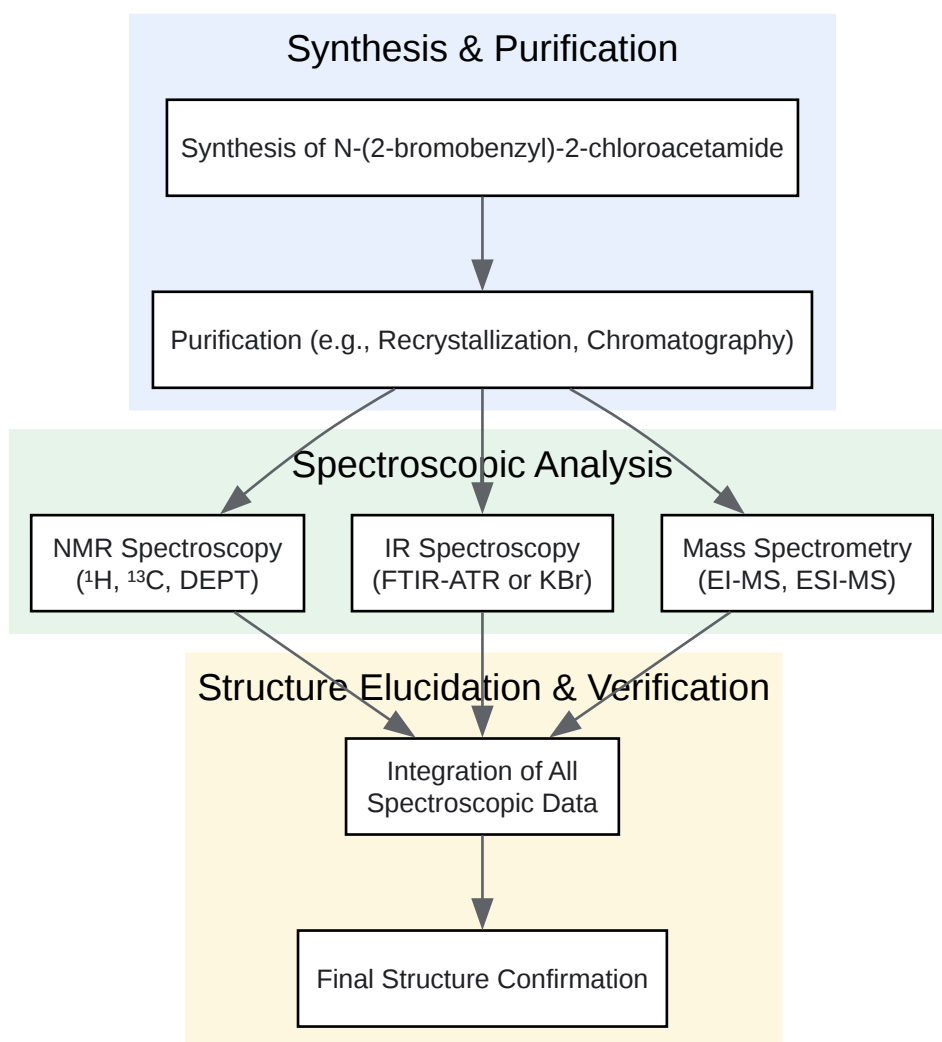 Synthesis & Purification
Synthesis of N-(2-bromobenzyl)-2-chloroacetamide
Purification (e.g., Recrystallization, Chromatography)
Spectroscopic Analysis
NMR Spectroscopy
(¹H, ¹³C, DEPT)
IR Spectroscopy
(FTIR-ATR or KBr)
Mass Spectrometry
(EI-MS, ESI-MS)
Structure Elucidation & Verification
Integration of All
Spectroscopic Data
Final Structure Confirmation